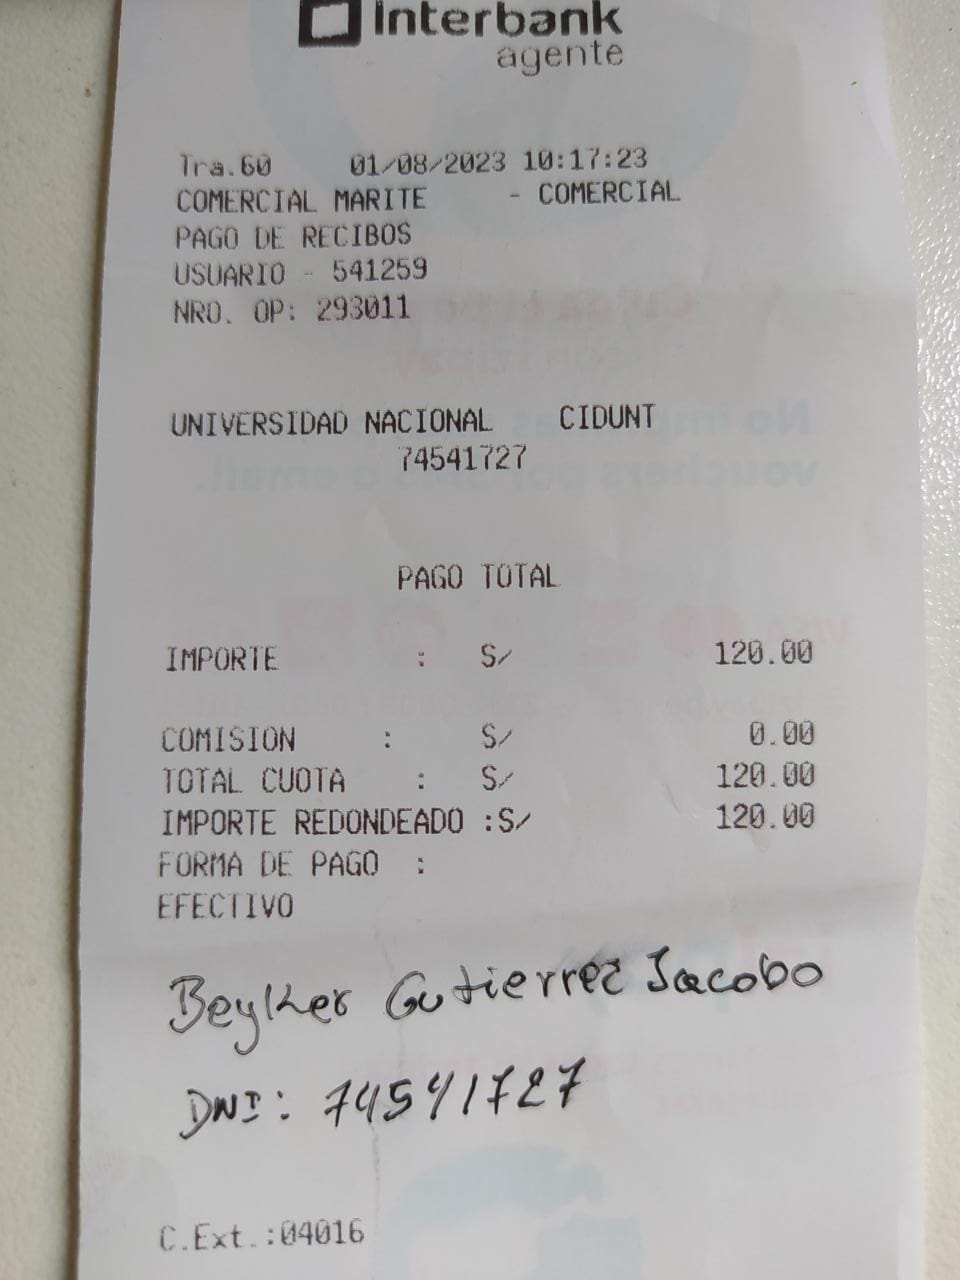 Interbank
agente
Tra.60 01/08/2023 10:17:23
COMERCIAL MARITE - COMERCIAL
PAGO DE RECIBOS
USUARIO - 541259
NRO. OP: 293011
UNIVERSIDAD NACIONAL CIDUNT
74541727
PAGO TOTAL
IMPORTE : S/ 120.00
COMISION : S/ 0.00
TOTAL CUOTA : S/ 120.00
IMPORTE REDONDEADO :S/ 120.00
FORMA DE PAGO :
EFECTIVO
Beylker Gutierrez Jacobo
DNI: 74541727
C.Ext.:04016